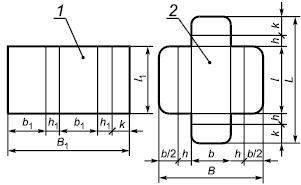 1
2
l₁
b₁ h₁ b₁ h₁ k
B₁
k
h
l
L
h
k
b/2 h b h b/2
B